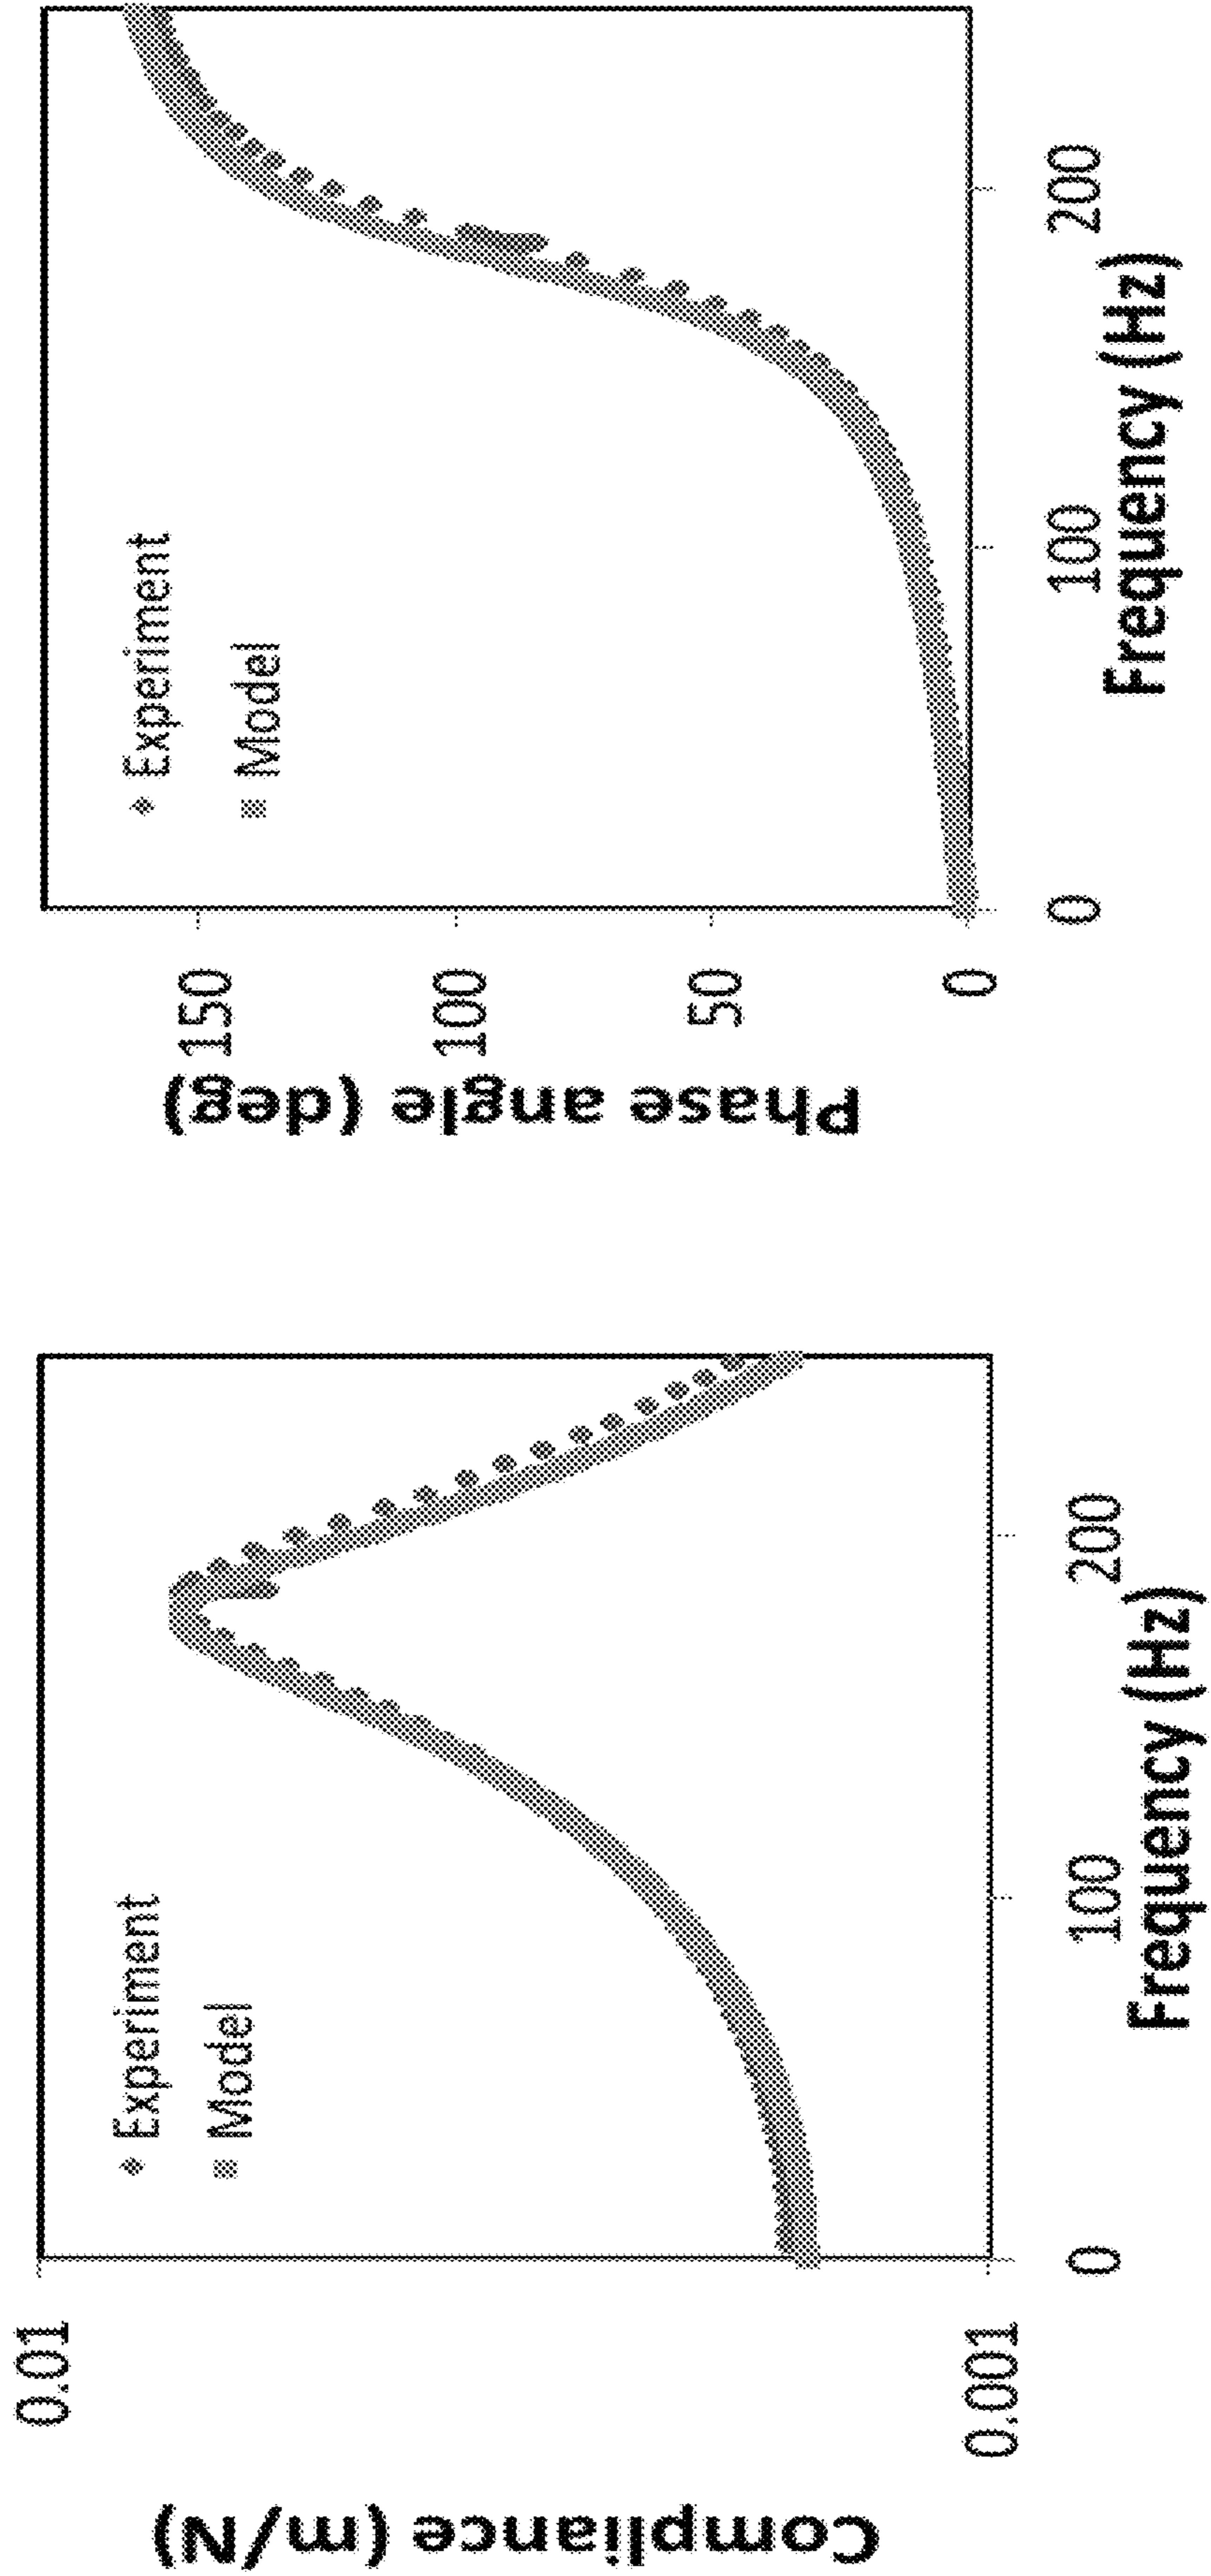 Compliance (m/N)
0.01
0.001
Experiment
Model
0
100
200
Frequency (Hz)
Phase angle (deg)
150
100
50
0
Experiment
Model
0
100
200
Frequency (Hz)